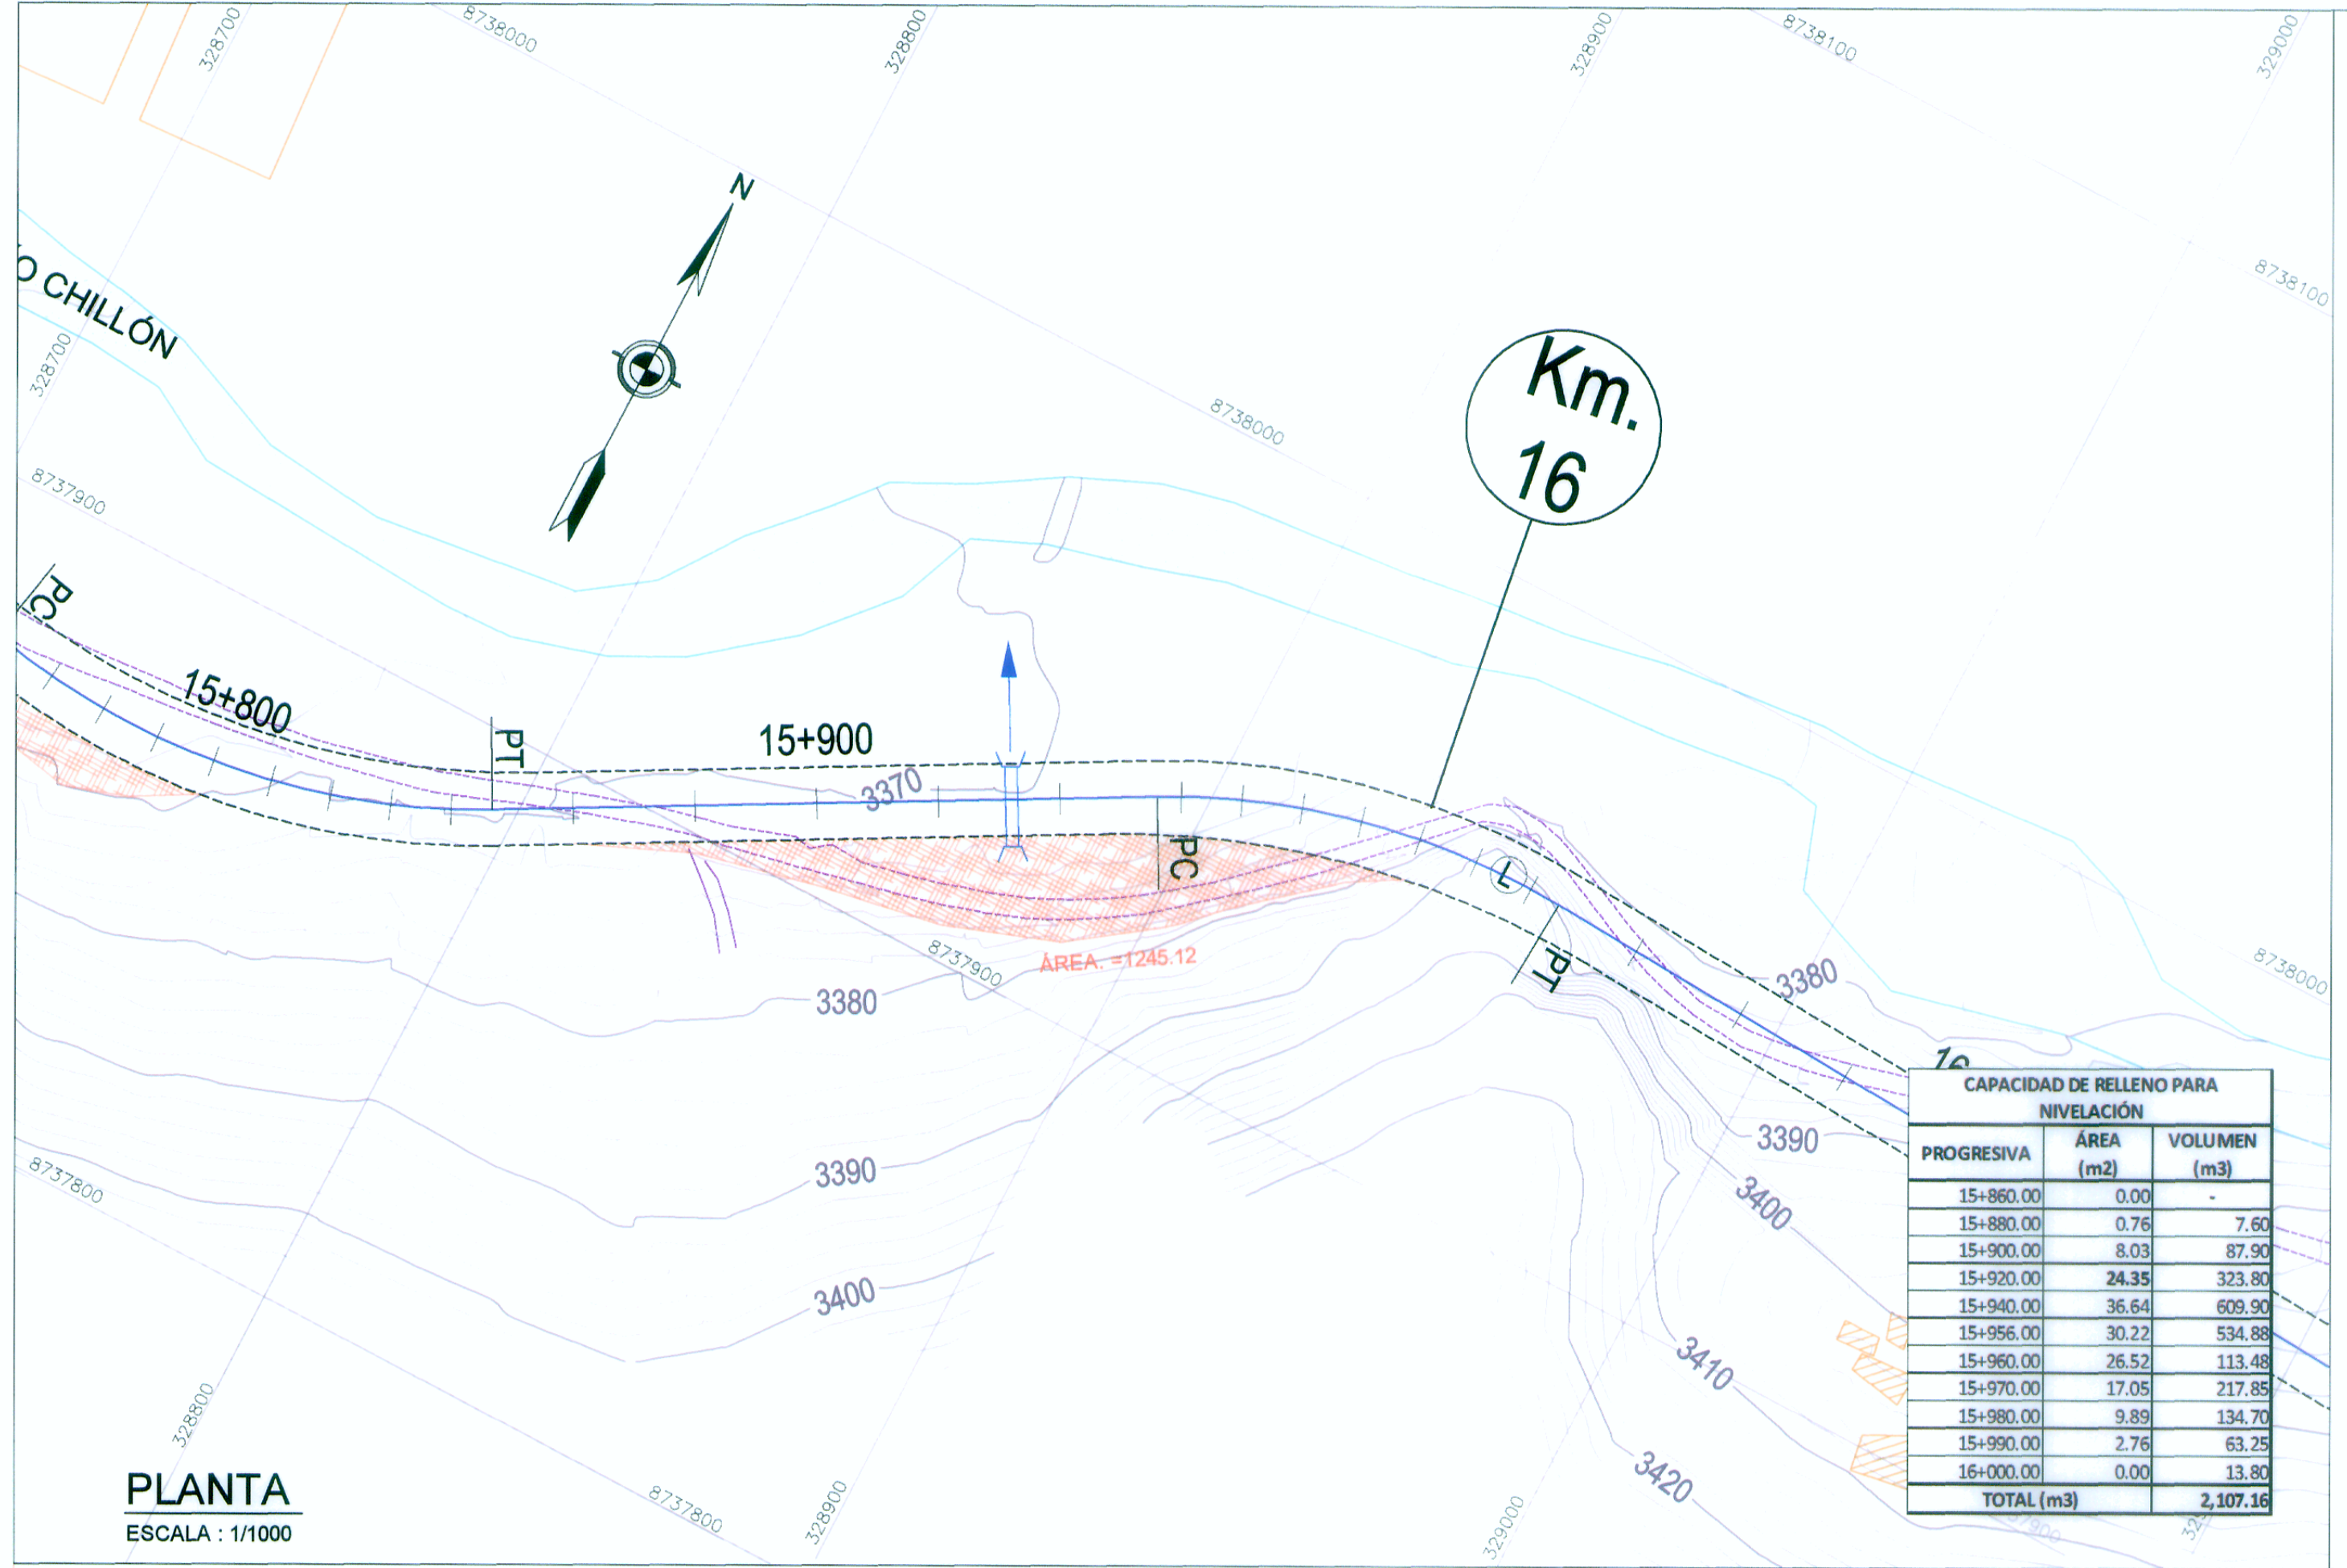 328700
8738000
328800
328900
8738100
329000
N
O CHILLÓN
328700
8738100
Km.
16
8738000
8737900
PC
15+800
PT
15+900
3370
PC
L
PT
8737900
ÁREA. =1245.12
3380
3380
8738000
16
3390
3390
3400
3400
3410
3420
8737800
328800
8737800
328900
329000
CAPACIDAD DE RELLENO PARA
NIVELACIÓN
PROGRESIVA ÁREA (m2) VOLUMEN (m3)
15+860.00 0.00 -
15+880.00 0.76 7.60
15+900.00 8.03 87.90
15+920.00 24.35 323.80
15+940.00 36.64 609.90
15+956.00 30.22 534.88
15+960.00 26.52 113.48
15+970.00 17.05 217.85
15+980.00 9.89 134.70
15+990.00 2.76 63.25
16+000.00 0.00 13.80
TOTAL (m3) 2,107.16
PLANTA
ESCALA : 1/1000